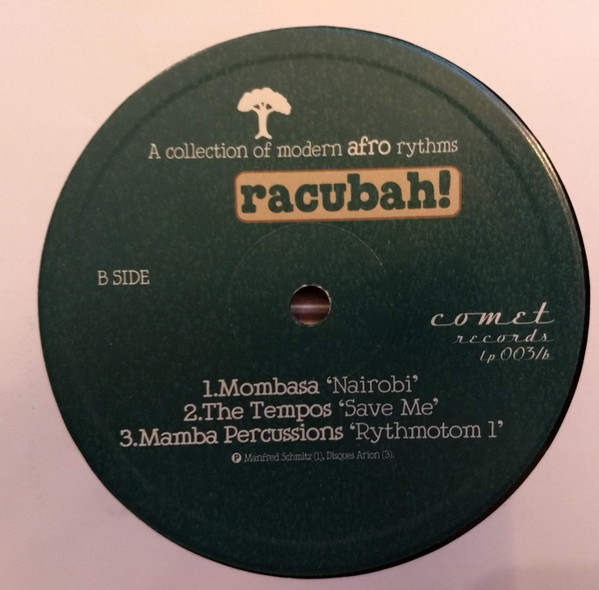 A collection of modern afro rythms
racubah!
B SIDE
comet
records
lp 003/b
1.Mombasa ‘Nairobi’
2.The Tempos ‘Save Me’
3.Mamba Percussions ‘Rythmotom 1’
℗ Manfred Schmitz (1), Disques Arion (3).